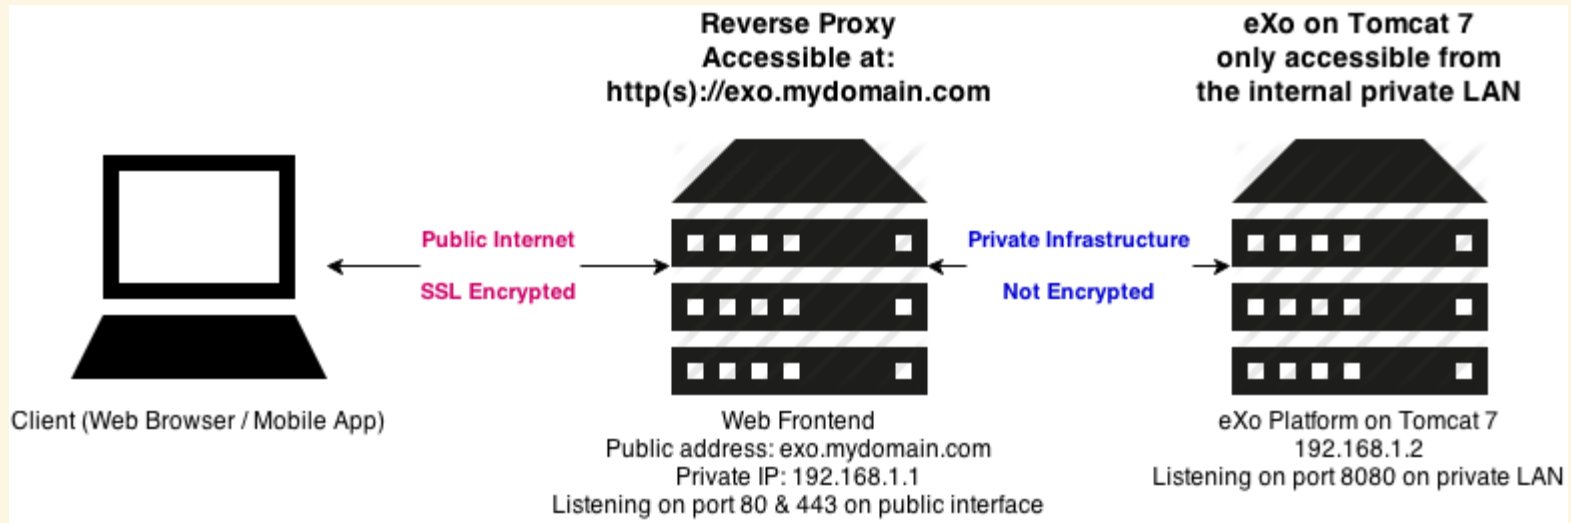 Reverse Proxy
Accessible at:
http(s)://exo.mydomain.com
eXo on Tomcat 7
only accessible from
the internal private LAN
Public Internet
SSL Encrypted
Private Infrastructure
Not Encrypted
Client (Web Browser / Mobile App)
Web Frontend
Public address: exo.mydomain.com
Private IP: 192.168.1.1
Listening on port 80 & 443 on public interface
eXo Platform on Tomcat 7
192.168.1.2
Listening on port 8080 on private LAN